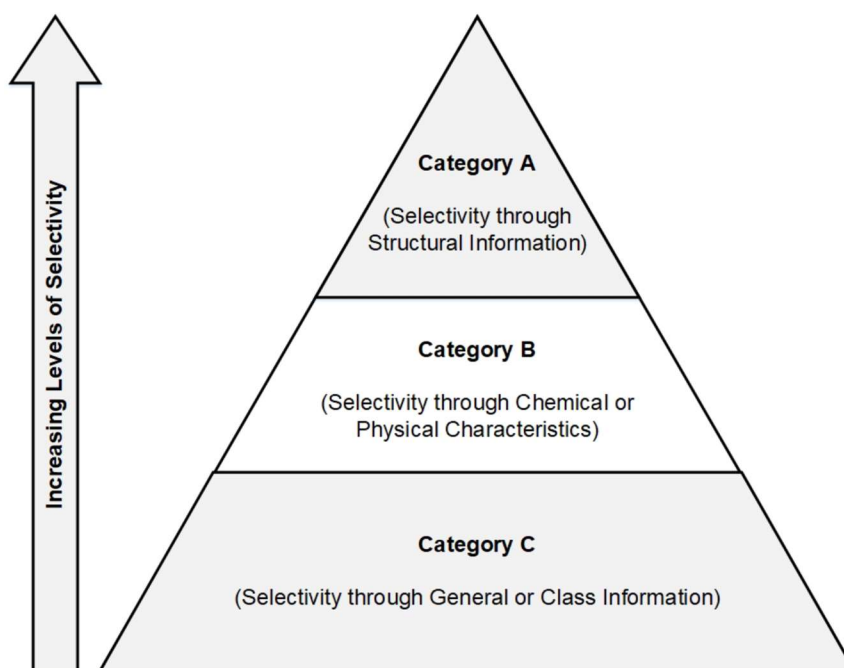 Increasing Levels of Selectivity
Category A
(Selectivity through
Structural Information)
Category B
(Selectivity through Chemical or
Physical Characteristics)
Category C
(Selectivity through General or Class Information)